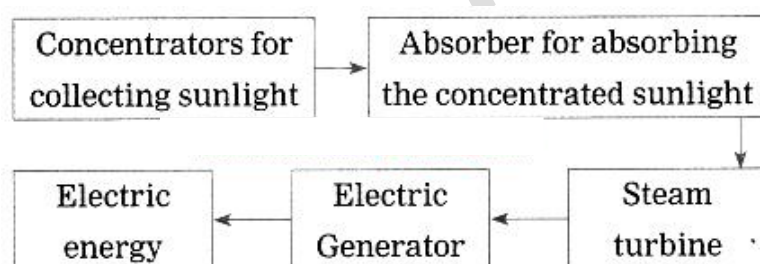 Concentrators for
collecting sunlight
Absorber for absorbing
the concentrated sunlight
Steam
turbine
Electric
Generator
Electric
energy